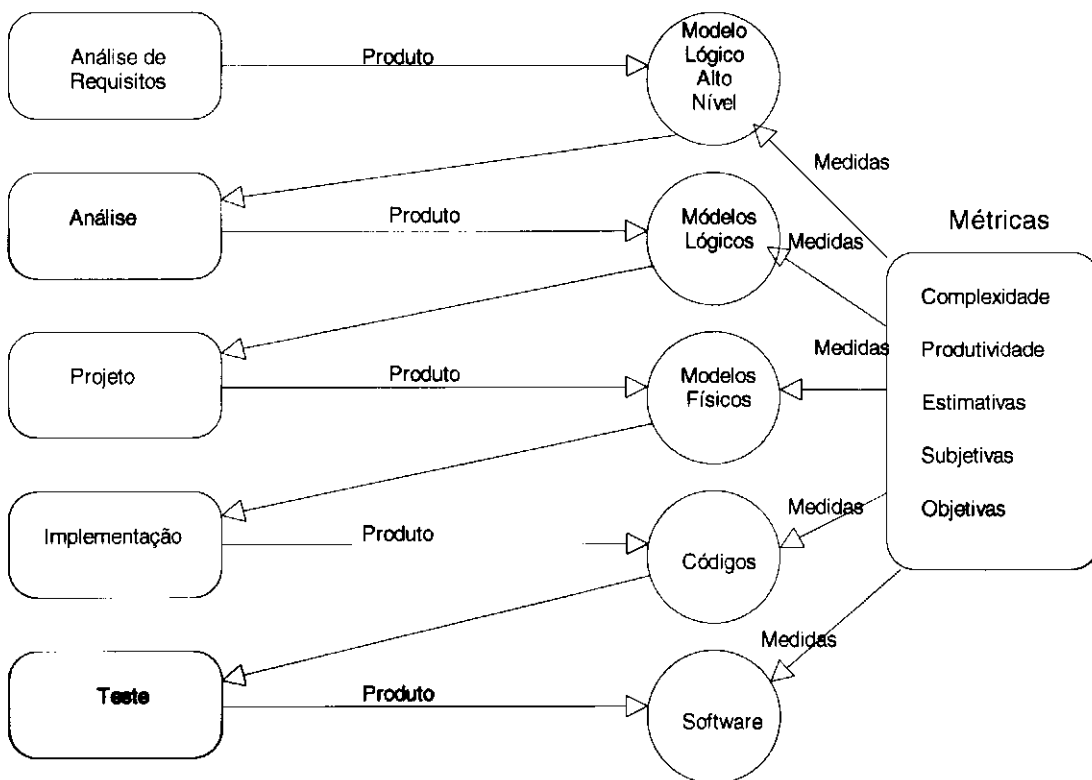 Análise de
Requisitos
Produto
Modelo
Lógico
Alto
Nível
Medidas
Análise
Produto
Módelos
Lógicos
Medidas
Métricas
Complexidade
Produtividade
Estimativas
Subjetivas
Objetivas
Projeto
Produto
Modelos
Físicos
Medidas
Implementação
Produto
Códigos
Medidas
Teste
Produto
Software
Medidas